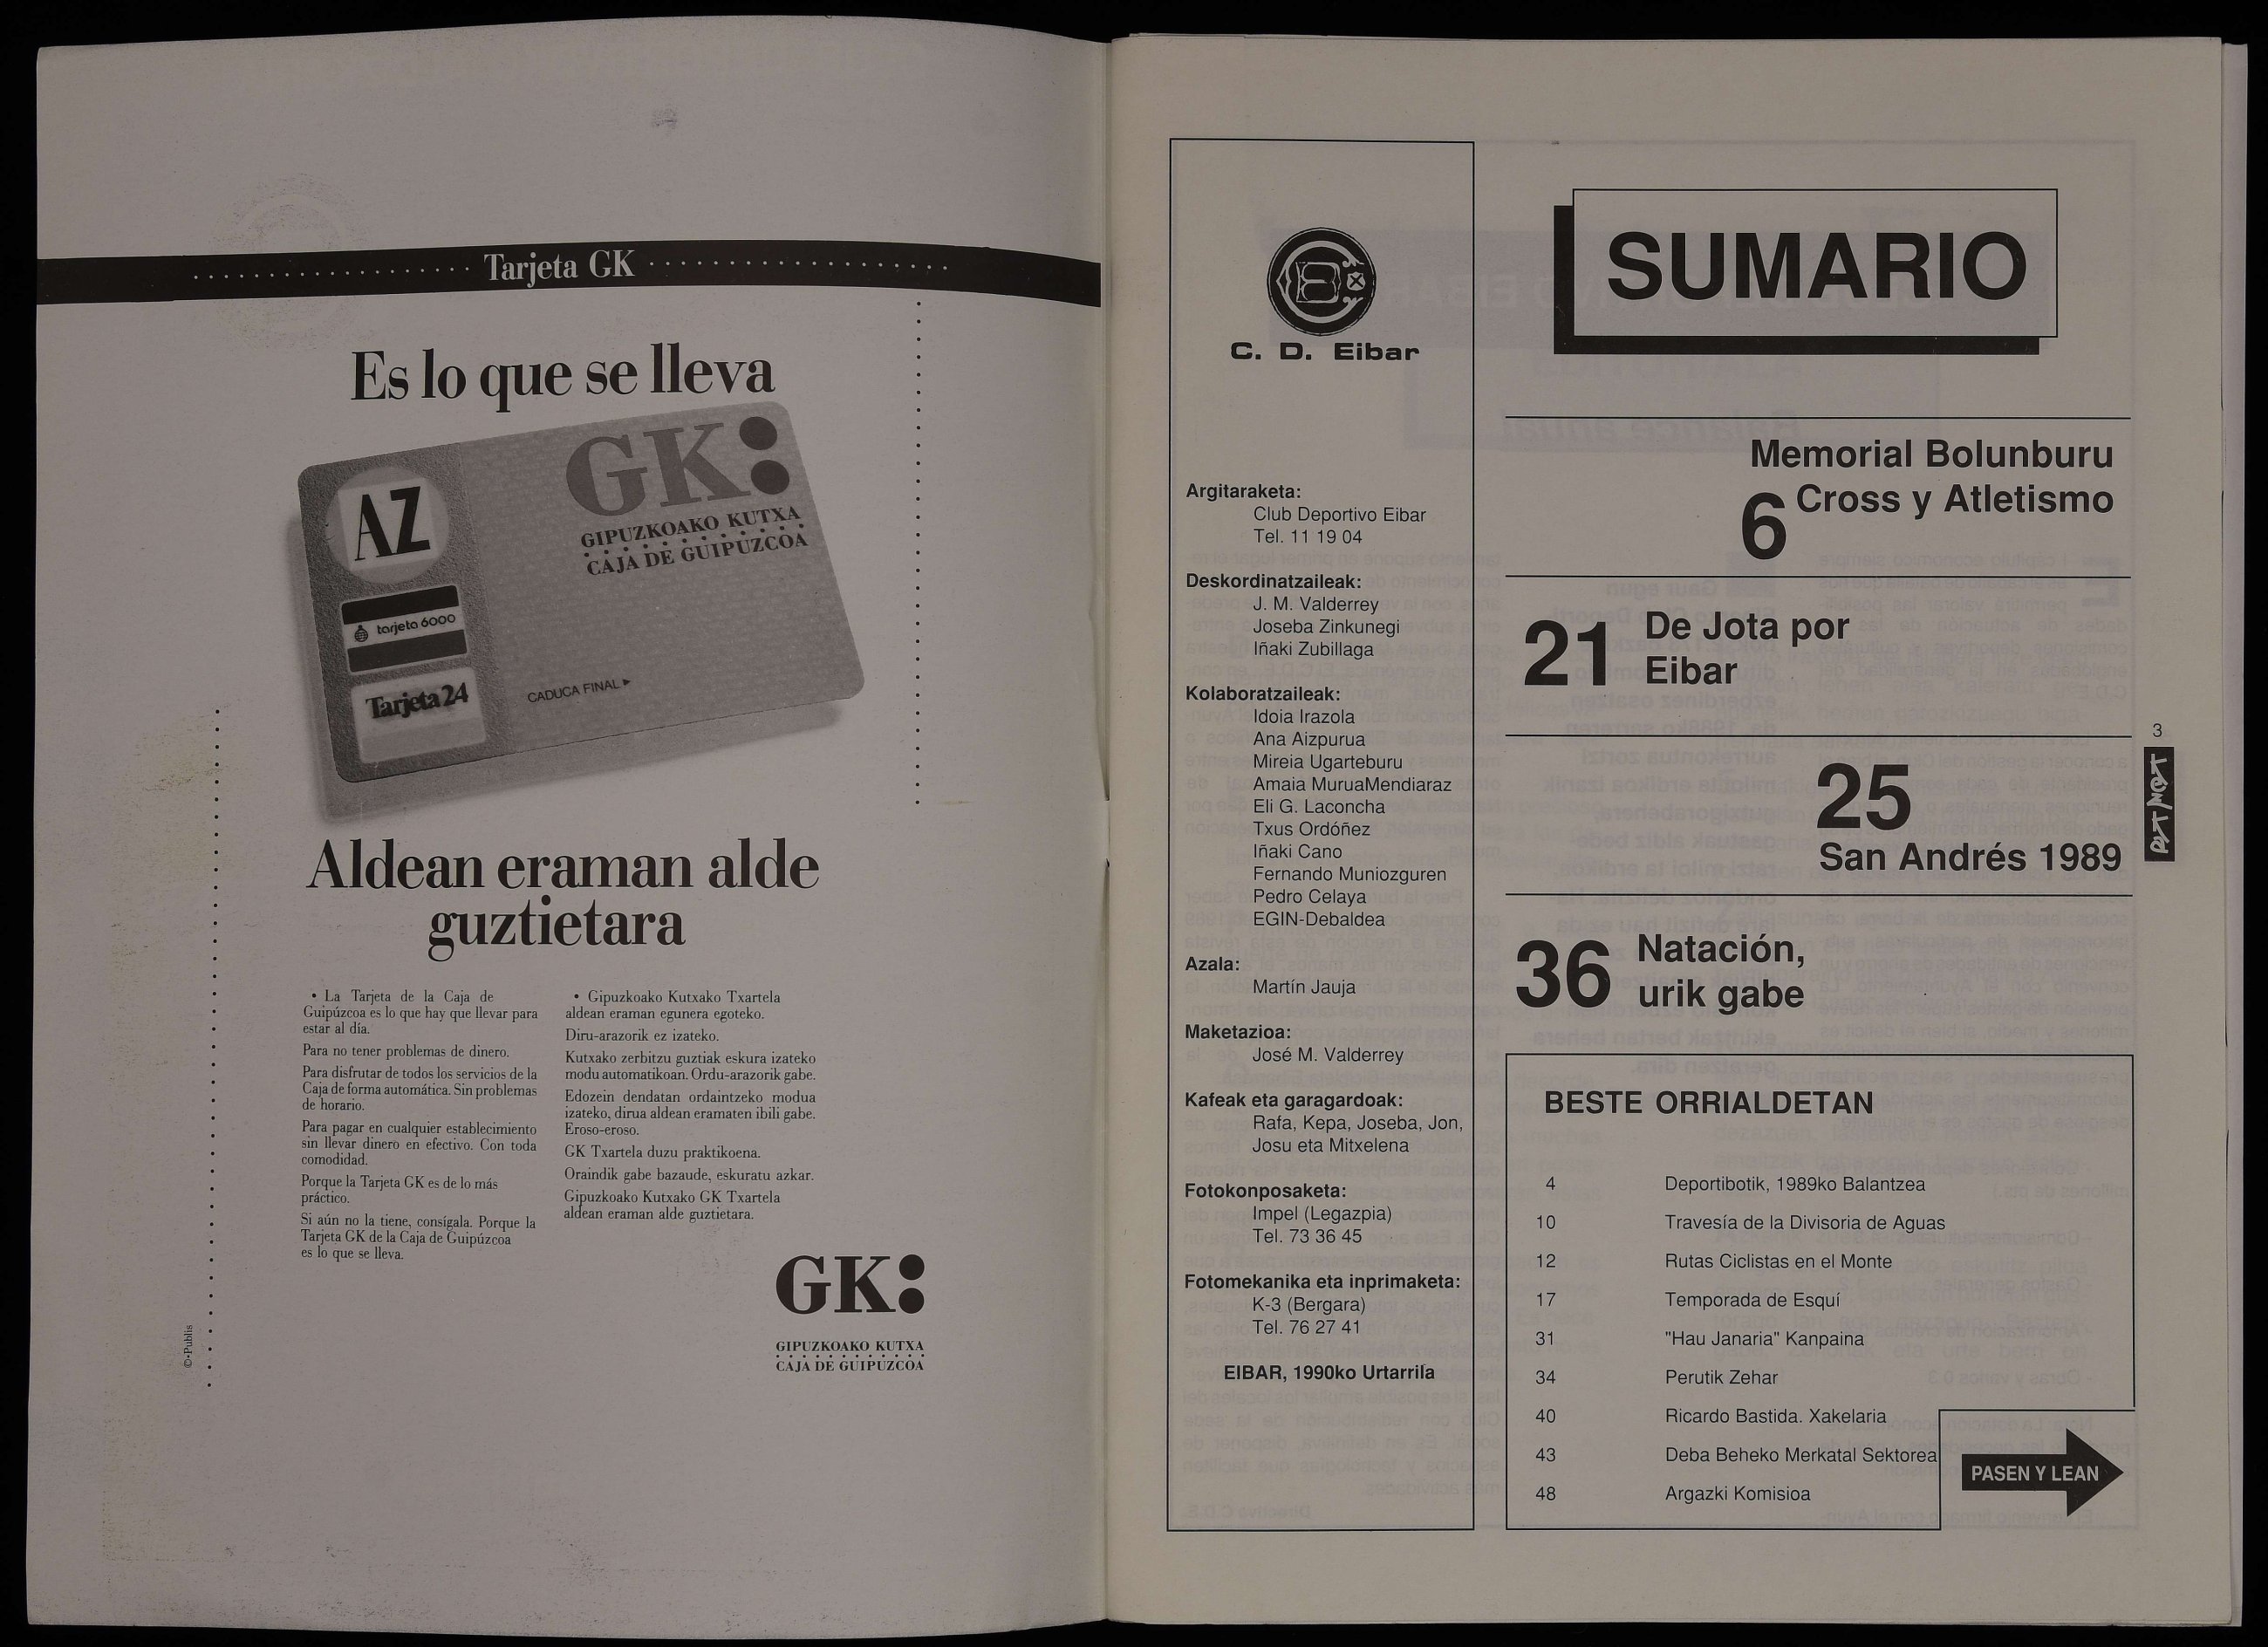 Tarjeta GK
Es lo que se lleva
AZ
GK:
GIPUZKOAKO KUTXA
CAJA DE GUIPUZCOA
tarjeta 6000
Tarjeta 24
CADUCA FINAL ►
Aldean eraman alde
guztietara
• La Tarjeta de la Caja de
Guipúzcoa es lo que hay que llevar para
estar al día.
Para no tener problemas de dinero.
Para disfrutar de todos los servicios de la
Caja de forma automática. Sin problemas
de horario.
Para pagar en cualquier establecimiento
sin llevar dinero en efectivo. Con toda
comodidad.
Porque la Tarjeta GK es de lo más
práctico.
Si aún no la tiene, consígala. Porque la
Tarjeta GK de la Caja de Guipúzcoa
es lo que se lleva.
• Gipuzkoako Kutxako Txartela
aldean eraman egunera egoteko.
Diru-arazorik ez izateko.
Kutxako zerbitzu guztiak eskura izateko
modu automatikoan. Ordu-arazorik gabe.
Edozein dendatan ordaintzeko modua
izateko, dirua aldean eramaten ibili gabe.
Eroso-eroso.
GK Txartela duzu praktikoena.
Oraindik gabe bazaude, eskuratu azkar.
Gipuzkoako Kutxako GK Txartela
aldean eraman alde guztietara.
GK:
GIPUZKOAKO KUTXA
CAJA DE GUIPUZCOA
©-Publis
C. D. Eibar
Argitaraketa:
Club Deportivo Eibar
Tel. 11 19 04
Deskordinatzaileak:
J. M. Valderrey
Joseba Zinkunegi
Iñaki Zubillaga
Kolaboratzaileak:
Idoia Irazola
Ana Aizpurua
Mireia Ugarteburu
Amaia MuruaMendiaraz
Eli G. Laconcha
Txus Ordóñez
Iñaki Cano
Fernando Muniozguren
Pedro Celaya
EGIN-Debaldea
Azala:
Martín Jauja
Maketazioa:
José M. Valderrey
Kafeak eta garagardoak:
Rafa, Kepa, Joseba, Jon,
Josu eta Mitxelena
Fotokonposaketa:
Impel (Legazpia)
Tel. 73 36 45
Fotomekanika eta inprimaketa:
K-3 (Bergara)
Tel. 76 27 41
EIBAR, 1990ko Urtarrila
SUMARIO
Memorial Bolunburu
6 Cross y Atletismo
21 De Jota por
Eibar
25
San Andrés 1989
36 Natación,
urik gabe
BESTE ORRIALDETAN
4 Deportibotik, 1989ko Balantzea
10 Travesía de la Divisoria de Aguas
12 Rutas Ciclistas en el Monte
17 Temporada de Esquí
31 "Hau Janaria" Kanpaina
34 Perutik Zehar
40 Ricardo Bastida. Xakelaria
43 Deba Beheko Merkatal Sektorea
48 Argazki Komisioa
PASEN Y LEAN
3